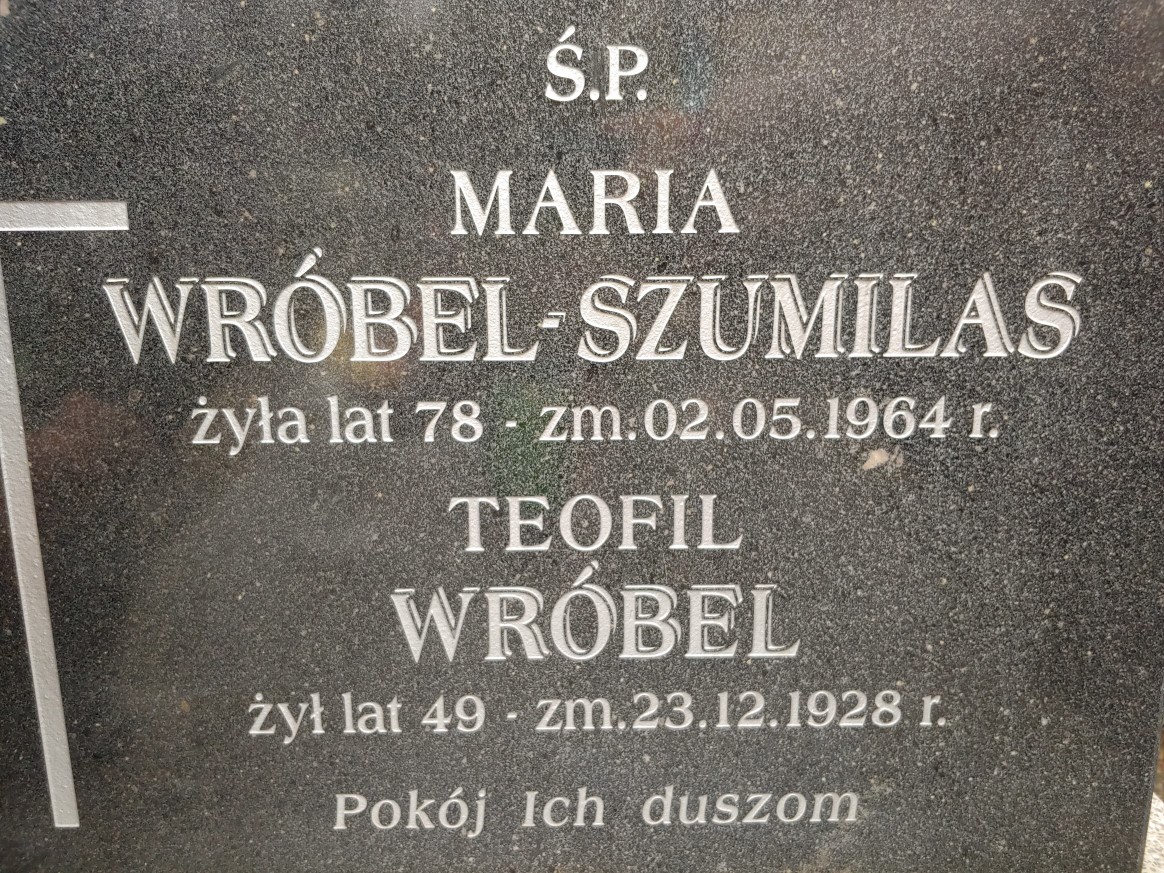 Ś.P.
MARIA
WRÓBEL-SZUMILAS
żyła lat 78 - zm.02.05.1964 r.
TEOFIL
WRÓBEL
żył lat 49 - zm.23.12.1928 r.
Pokój Ich duszom